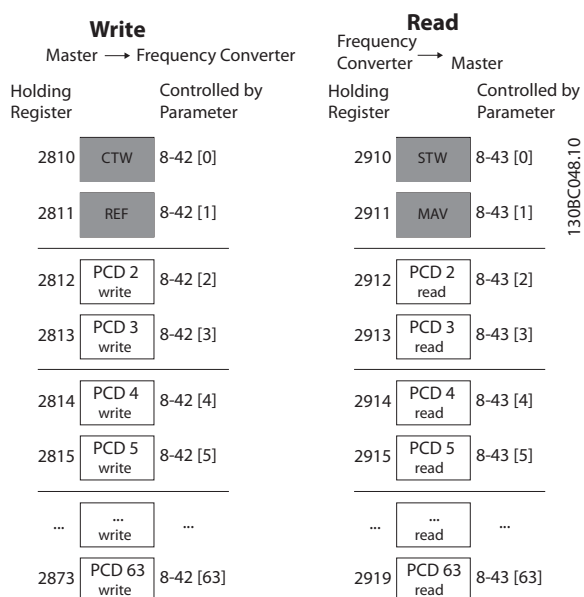 Write
Master → Frequency Converter
Holding Register
Controlled by Parameter
2810 CTW 8-42 [0]
2811 REF 8-42 [1]
2812 PCD 2 write 8-42 [2]
2813 PCD 3 write 8-42 [3]
2814 PCD 4 write 8-42 [4]
2815 PCD 5 write 8-42 [5]
... ... write ...
2873 PCD 63 write 8-42 [63]
Read
Frequency Converter → Master
Holding Register
Controlled by Parameter
2910 STW 8-43 [0]
2911 MAV 8-43 [1]
2912 PCD 2 read 8-43 [2]
2913 PCD 3 read 8-43 [3]
2914 PCD 4 read 8-43 [4]
2915 PCD 5 read 8-43 [5]
... ... read ...
2919 PCD 63 read 8-43 [63]
130BC048.10